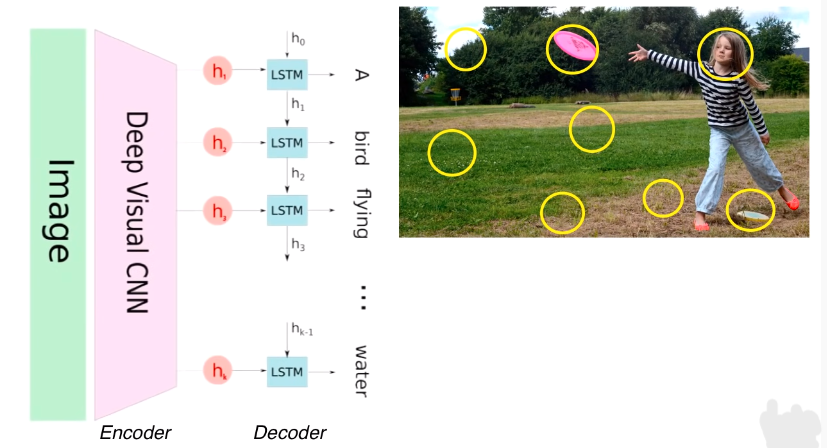 Image
Deep Visual CNN
h₀
h₁
LSTM
A
h₁
h₂
LSTM
bird
h₂
h₃
LSTM
flying
h₃
...
hₖ₋₁
hₖ
LSTM
water
Encoder
Decoder